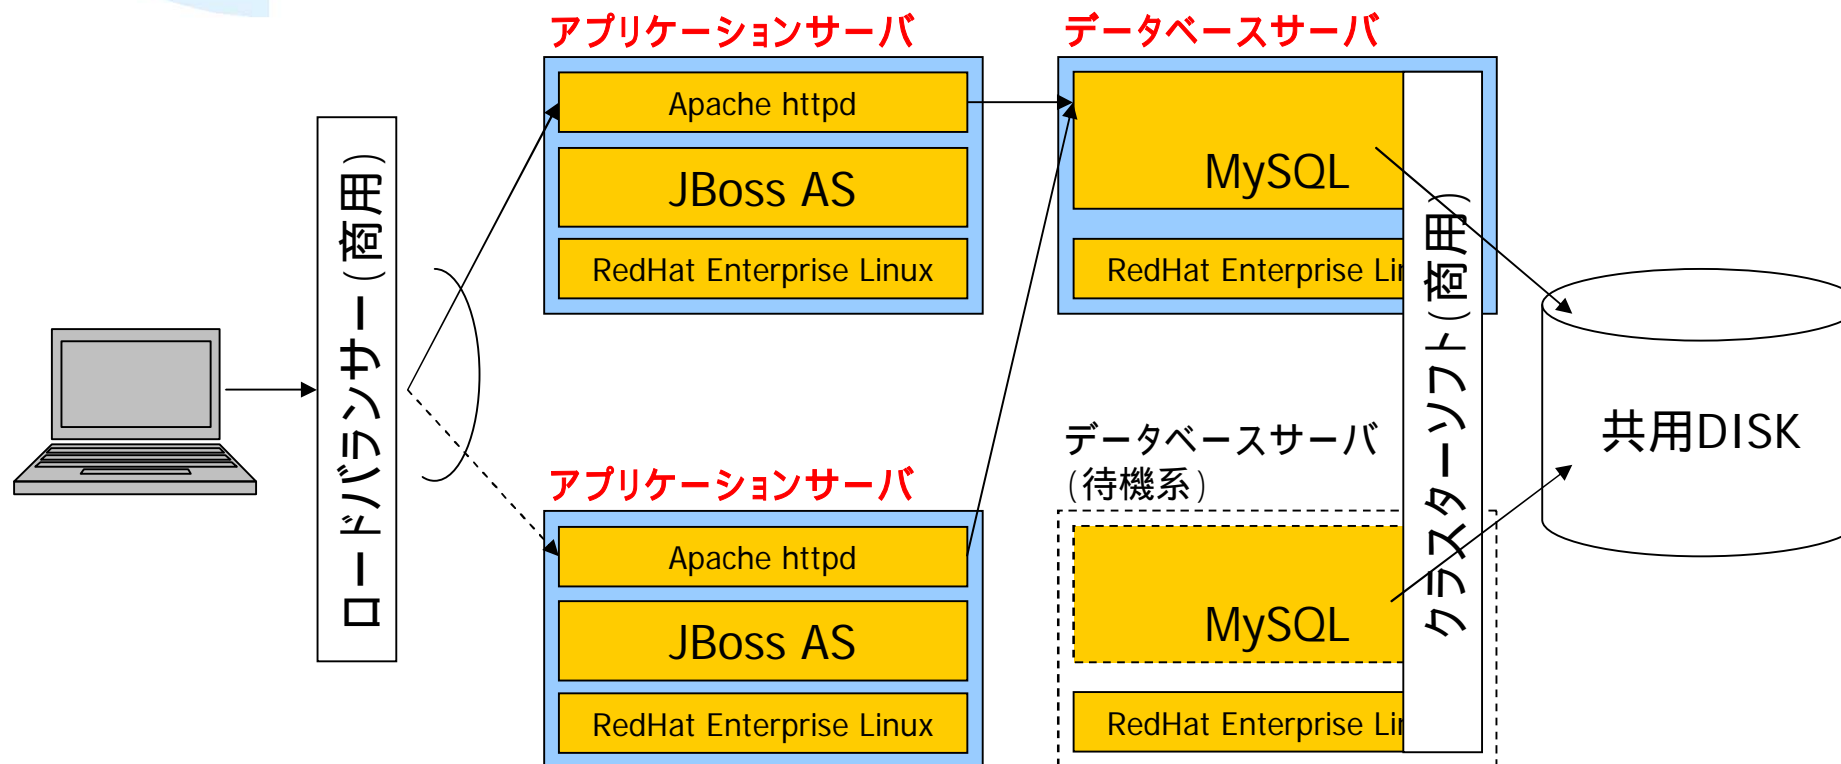 アプリケーションサーバ
データベースサーバ
Apache httpd
JBoss AS
RedHat Enterprise Linux
MySQL
RedHat Enterprise Lin
ロードバランサー(商用)
クラスターソフト(商用)
共用DISK
アプリケーションサーバ
データベースサーバ
(待機系)
Apache httpd
JBoss AS
RedHat Enterprise Linux
MySQL
RedHat Enterprise Lin